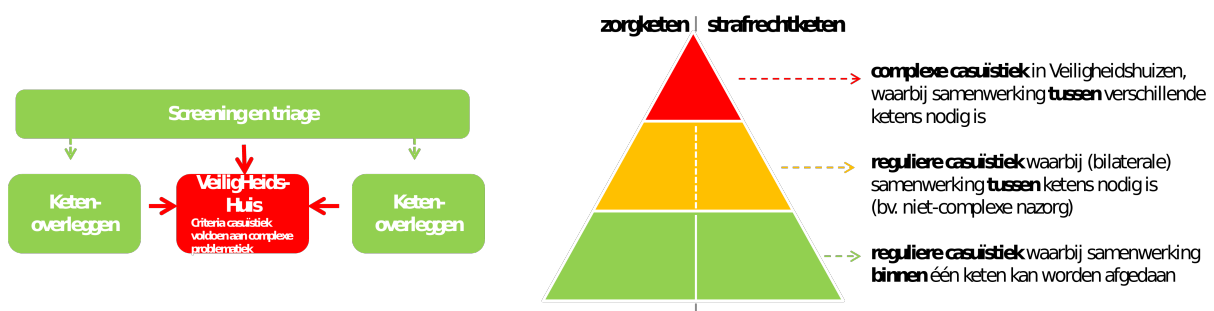 Screening en triage
Keten-
overleggen
VeiligHeids-
Huis
Criteria casuïstiek
voldoen aan complexe
problematiek
Keten-
overleggen
zorgketen strafrechtketen
complexe casuïstiek in Veiligheidshuizen,
waarbij samenwerking tussen verschillende
ketens nodig is
reguliere casuïstiek waarbij (bilaterale)
samenwerking tussen ketens nodig is
(bv. niet-complexe nazorg)
reguliere casuïstiek waarbij samenwerking
binnen één keten kan worden afgedaan